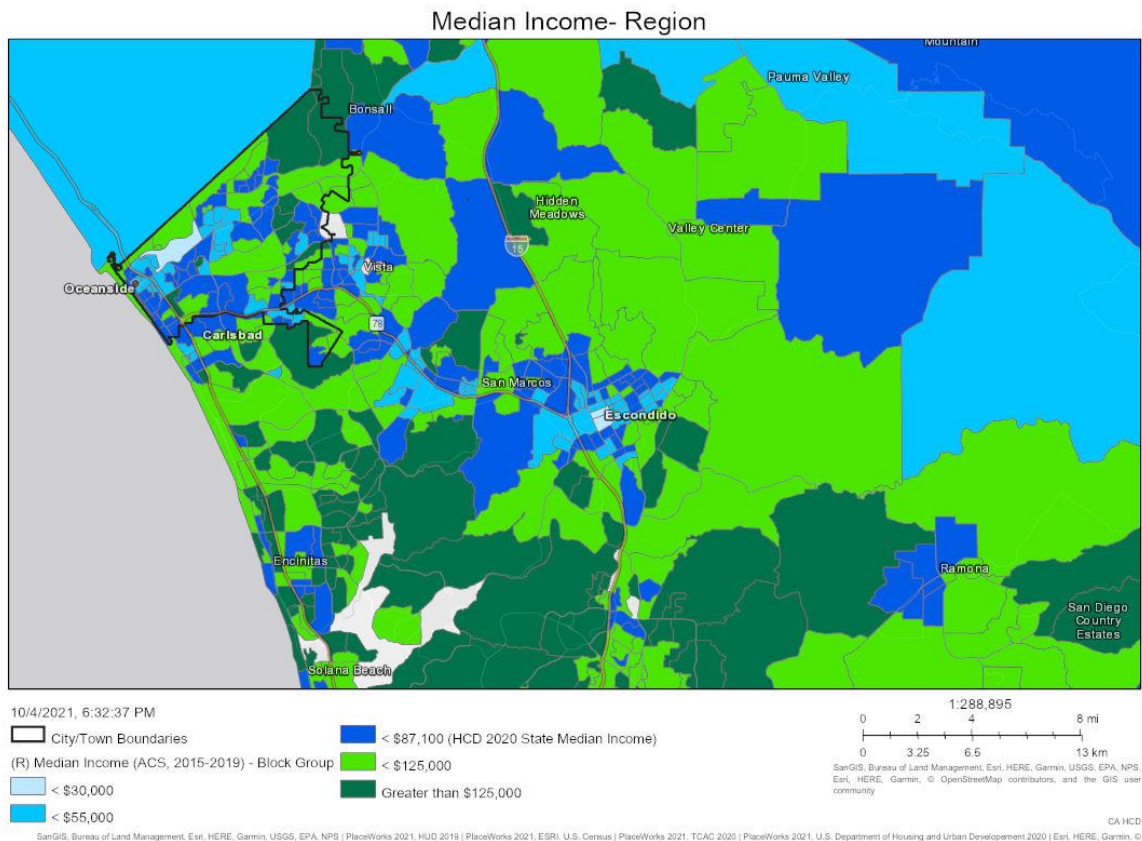 Median Income- Region
Mountain
Pauma Valley
Bonsall
Hidden
Meadows
Valley Center
15
Vista
Oceanside
Carlsbad
78
San Marcos
Escondido
Encinitas
Ramona
San Diego
Country
Estates
Solana Beach
10/4/2021, 6:32:37 PM
City/Town Boundaries
(R) Median Income (ACS, 2015-2019) - Block Group
< $30,000
< $55,000
< $87,100 (HCD 2020 State Median Income)
< $125,000
Greater than $125,000
1:288,895
0 2 4 8 mi
0 3.25 6.5 13 km
SanGIS, Bureau of Land Management, Esri, HERE, Garmin, USGS, EPA, NPS,
Esri, HERE, Garmin, © OpenStreetMap contributors, and the GIS user
community
CA HCD
SanGIS, Bureau of Land Management, Esri, HERE, Garmin, USGS, EPA, NPS | PlaceWorks 2021, HUD 2019 | PlaceWorks 2021, ESRI, U.S. Census | PlaceWorks 2021, TCAC 2020 | PlaceWorks 2021, U.S. Department of Housing and Urban Developement 2020 | Esri, HERE, Garmin, ©